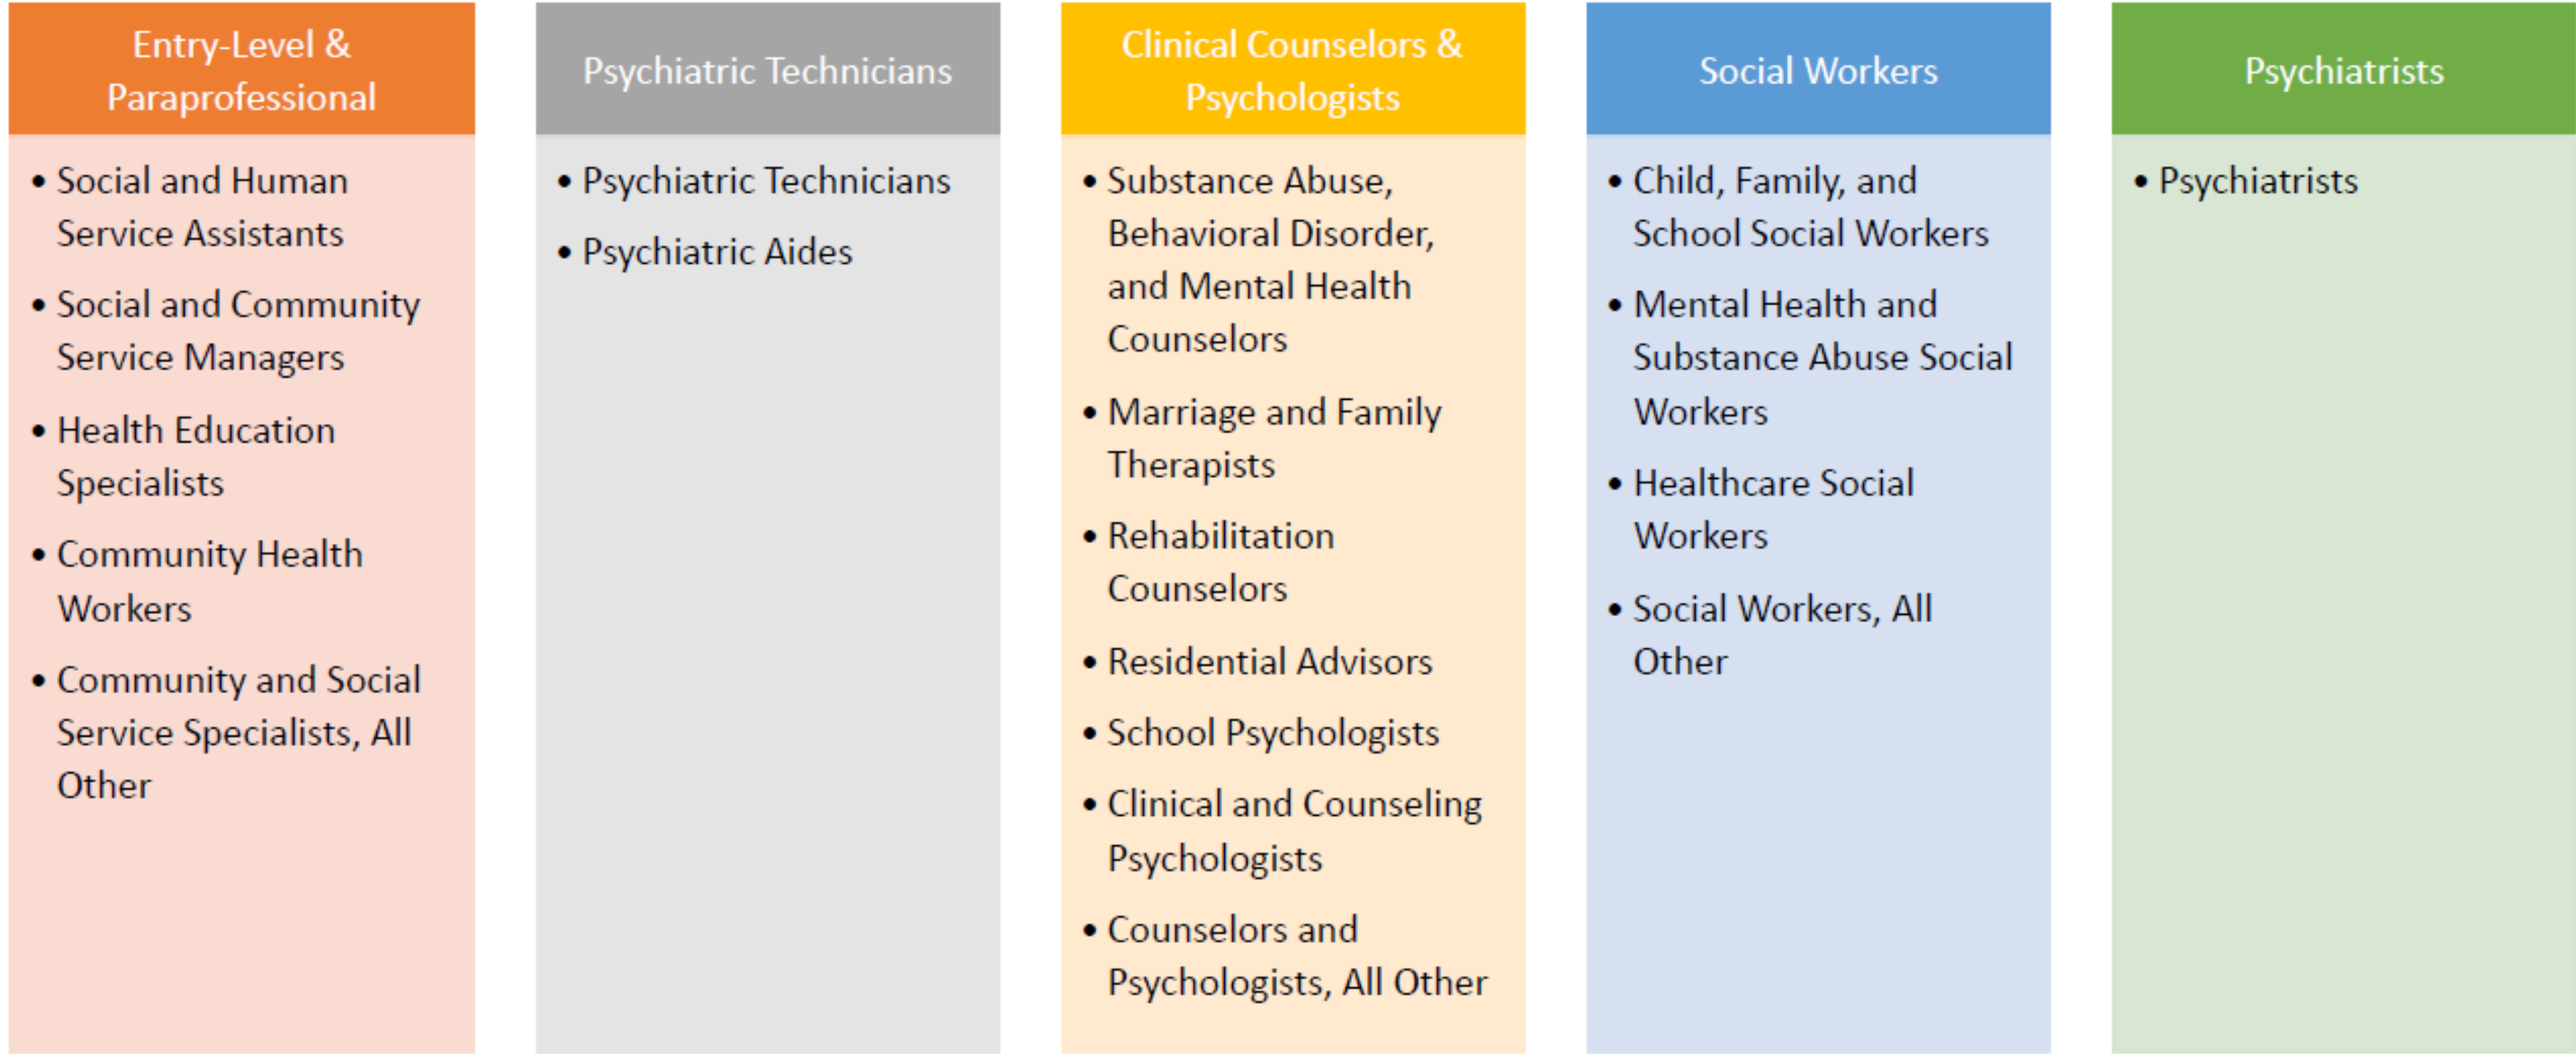 Entry-Level &
Paraprofessional
• Social and Human
Service Assistants
• Social and Community
Service Managers
• Health Education
Specialists
• Community Health
Workers
• Community and Social
Service Specialists, All
Other
Psychiatric Technicians
• Psychiatric Technicians
• Psychiatric Aides
Clinical Counselors &
Psychologists
• Substance Abuse,
Behavioral Disorder,
and Mental Health
Counselors
• Marriage and Family
Therapists
• Rehabilitation
Counselors
• Residential Advisors
• School Psychologists
• Clinical and Counseling
Psychologists
• Counselors and
Psychologists, All Other
Social Workers
• Child, Family, and
School Social Workers
• Mental Health and
Substance Abuse Social
Workers
• Healthcare Social
Workers
• Social Workers, All
Other
Psychiatrists
• Psychiatrists